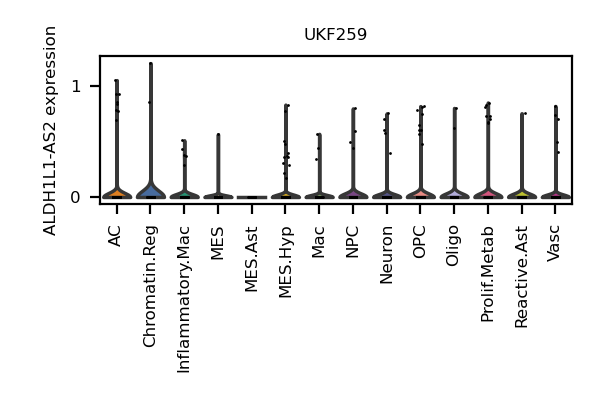 UKF259
ALDH1L1-AS2 expression
1
0
AC
Chromatin.Reg
Inflammatory.Mac
MES
MES.Ast
MES.Hyp
Mac
NPC
Neuron
OPC
Oligo
Prolif.Metab
Reactive.Ast
Vasc